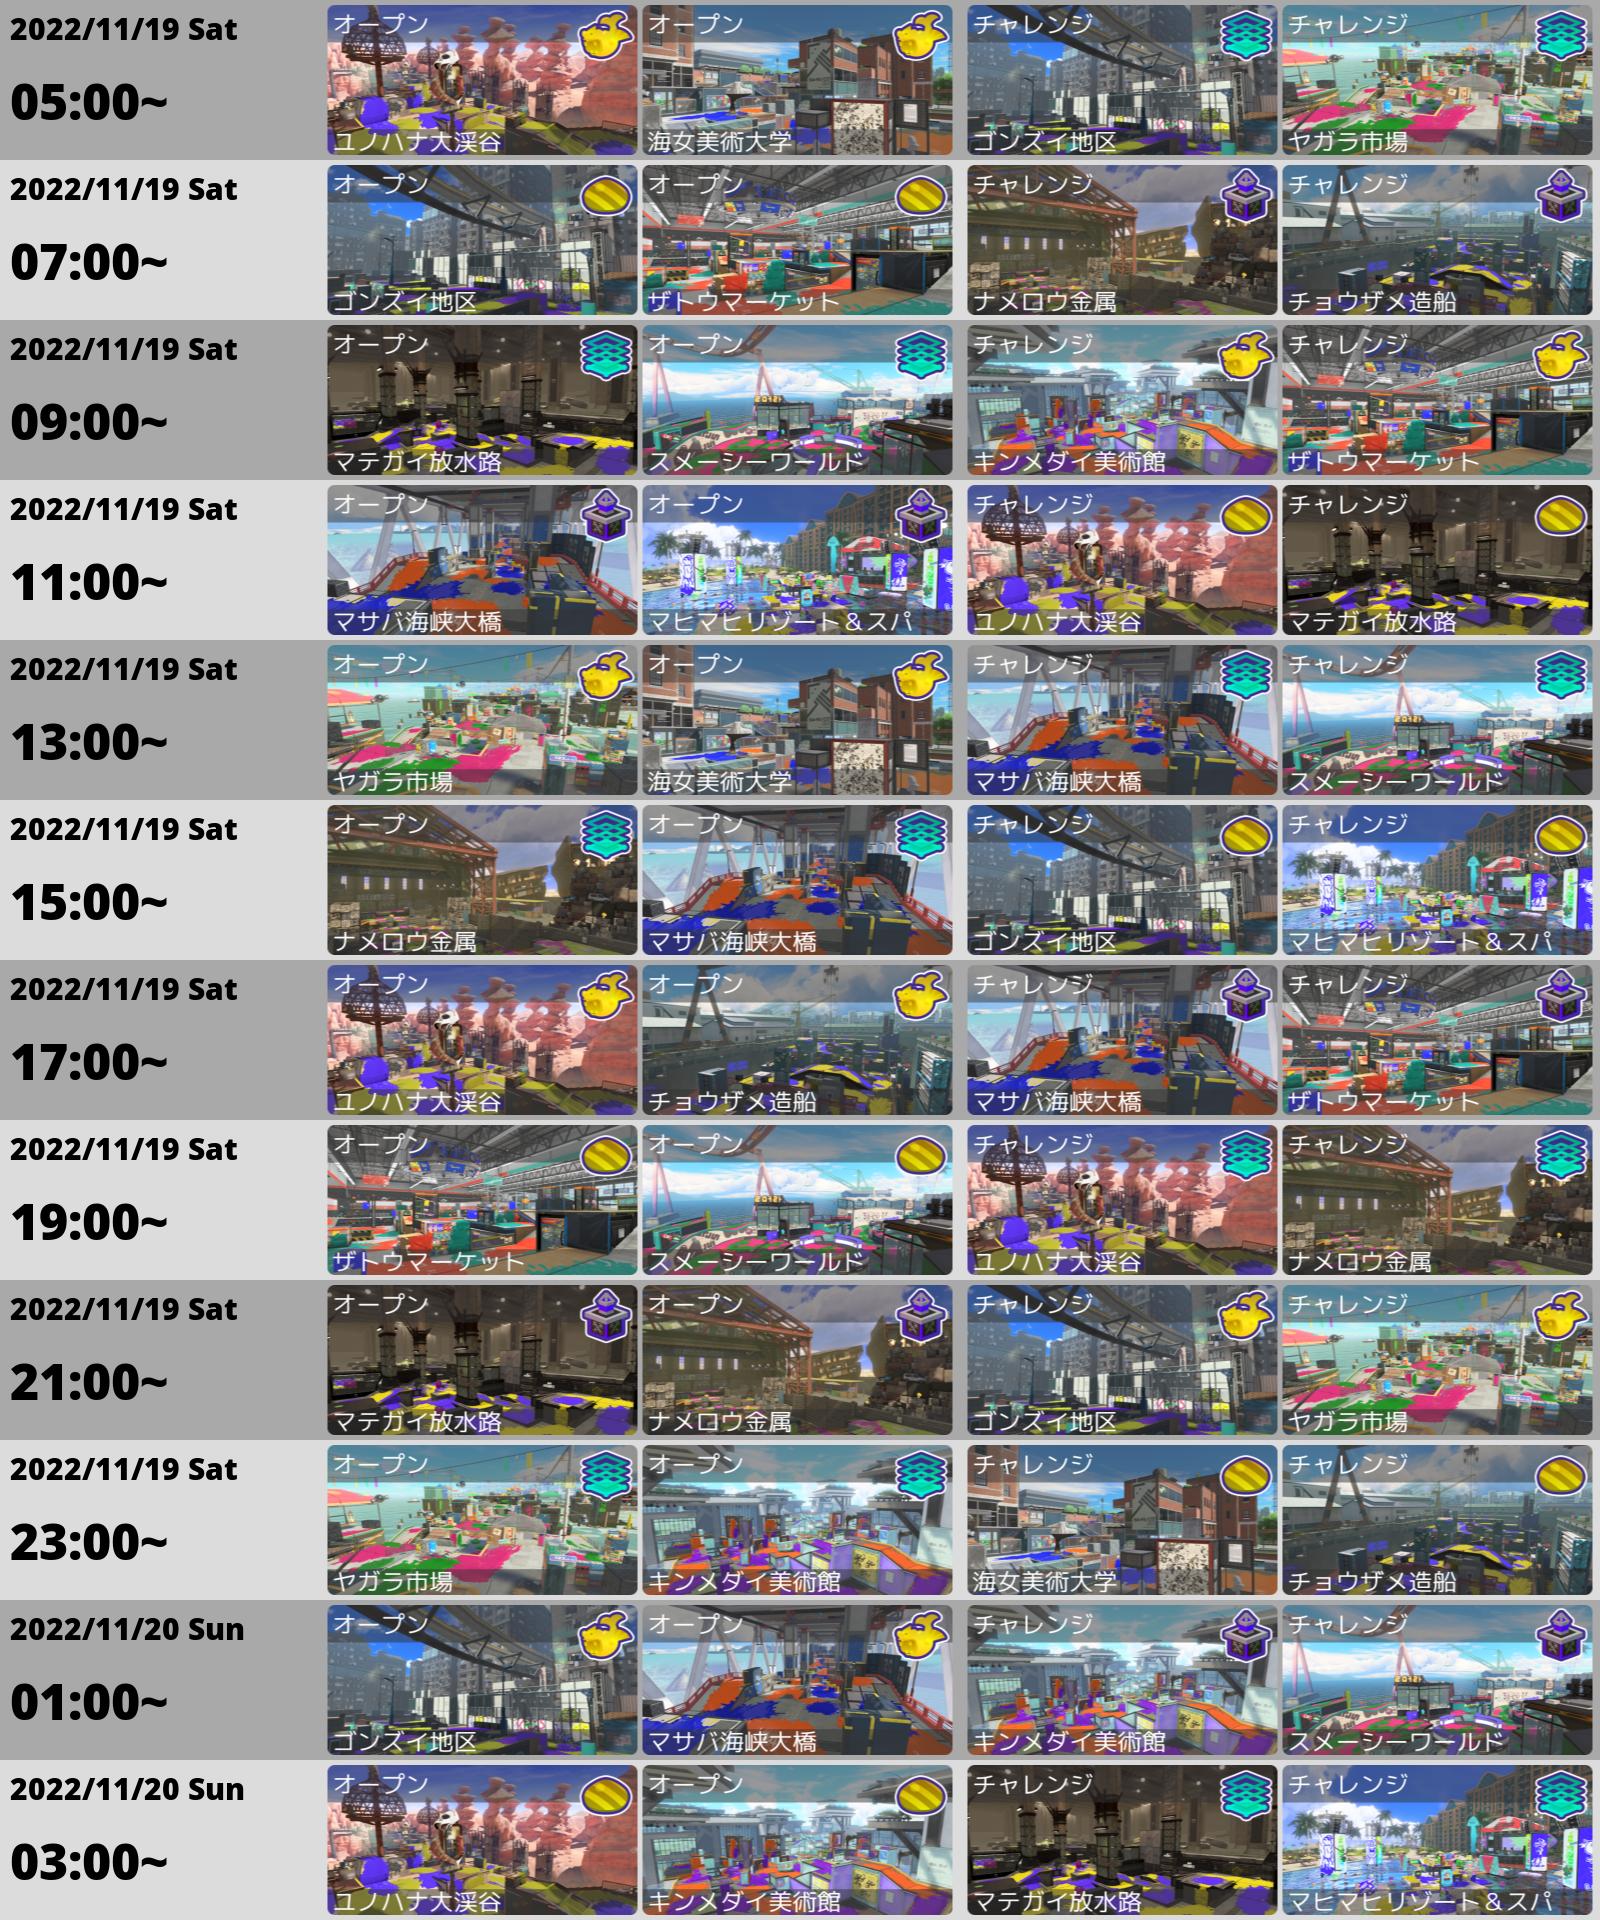 2022/11/19 Sat
05:00~
オープン
ユノハナ大渓谷
オープン
海女美術大学
チャレンジ
ゴンズイ地区
チャレンジ
ヤガラ市場
2022/11/19 Sat
07:00~
オープン
ゴンズイ地区
オープン
ザトウマーケット
チャレンジ
ナメロウ金属
チャレンジ
チョウザメ造船
2022/11/19 Sat
09:00~
オープン
マテガイ放水路
オープン
スメーシーワールド
チャレンジ
キンメダイ美術館
チャレンジ
ザトウマーケット
2022/11/19 Sat
11:00~
オープン
マサバ海峡大橋
オープン
マヒマヒリゾート＆スパ
チャレンジ
ユノハナ大渓谷
チャレンジ
マテガイ放水路
2022/11/19 Sat
13:00~
オープン
ヤガラ市場
オープン
海女美術大学
チャレンジ
マサバ海峡大橋
チャレンジ
スメーシーワールド
2022/11/19 Sat
15:00~
オープン
ナメロウ金属
オープン
マサバ海峡大橋
チャレンジ
ゴンズイ地区
チャレンジ
マヒマヒリゾート＆スパ
2022/11/19 Sat
17:00~
オープン
ユノハナ大渓谷
オープン
チョウザメ造船
チャレンジ
マサバ海峡大橋
チャレンジ
ザトウマーケット
2022/11/19 Sat
19:00~
オープン
ザトウマーケット
オープン
スメーシーワールド
チャレンジ
ユノハナ大渓谷
チャレンジ
ナメロウ金属
2022/11/19 Sat
21:00~
オープン
マテガイ放水路
オープン
ナメロウ金属
チャレンジ
ゴンズイ地区
チャレンジ
ヤガラ市場
2022/11/19 Sat
23:00~
オープン
ヤガラ市場
オープン
キンメダイ美術館
チャレンジ
海女美術大学
チャレンジ
チョウザメ造船
2022/11/20 Sun
01:00~
オープン
ゴンズイ地区
オープン
マサバ海峡大橋
チャレンジ
キンメダイ美術館
チャレンジ
スメーシーワールド
2022/11/20 Sun
03:00~
オープン
ユノハナ大渓谷
オープン
キンメダイ美術館
チャレンジ
マテガイ放水路
チャレンジ
マヒマヒリゾート＆スパ